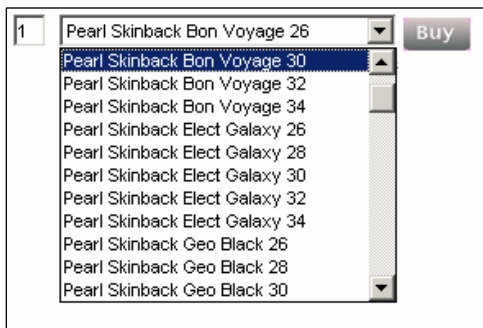 1 Pearl Skinback Bon Voyage 26 Buy
Pearl Skinback Bon Voyage 30
Pearl Skinback Bon Voyage 32
Pearl Skinback Bon Voyage 34
Pearl Skinback Elect Galaxy 26
Pearl Skinback Elect Galaxy 28
Pearl Skinback Elect Galaxy 30
Pearl Skinback Elect Galaxy 32
Pearl Skinback Elect Galaxy 34
Pearl Skinback Geo Black 26
Pearl Skinback Geo Black 28
Pearl Skinback Geo Black 30